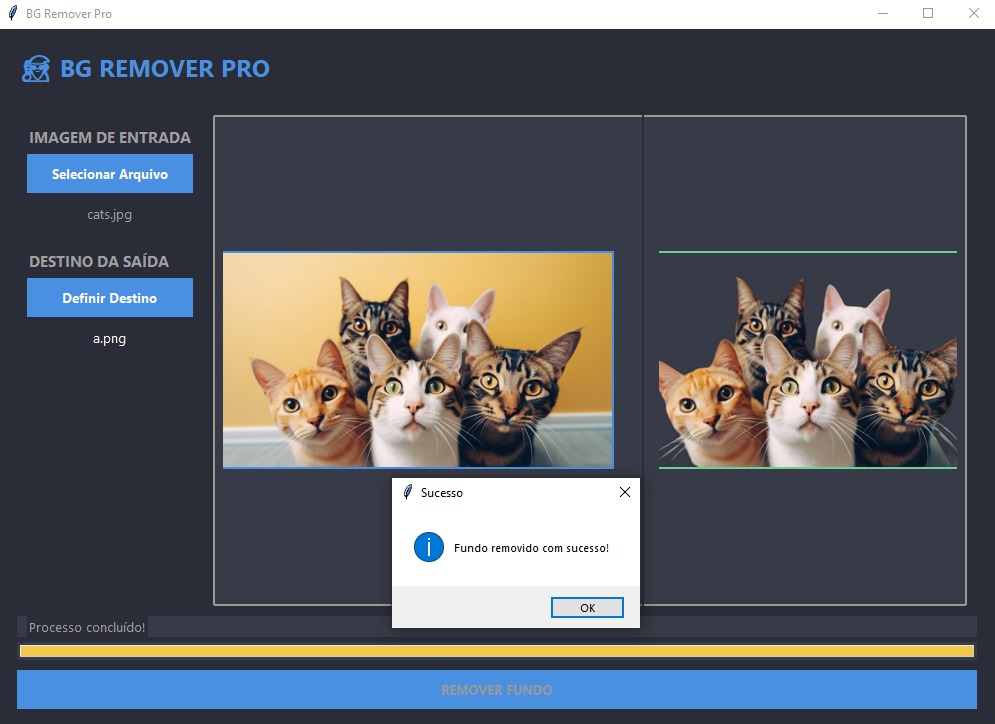 BG Remover Pro
BG REMOVER PRO
IMAGEM DE ENTRADA
Selecionar Arquivo
cats.jpg
DESTINO DA SAÍDA
Definir Destino
a.png
Sucesso
Fundo removido com sucesso!
OK
Processo concluído!
REMOVER FUNDO